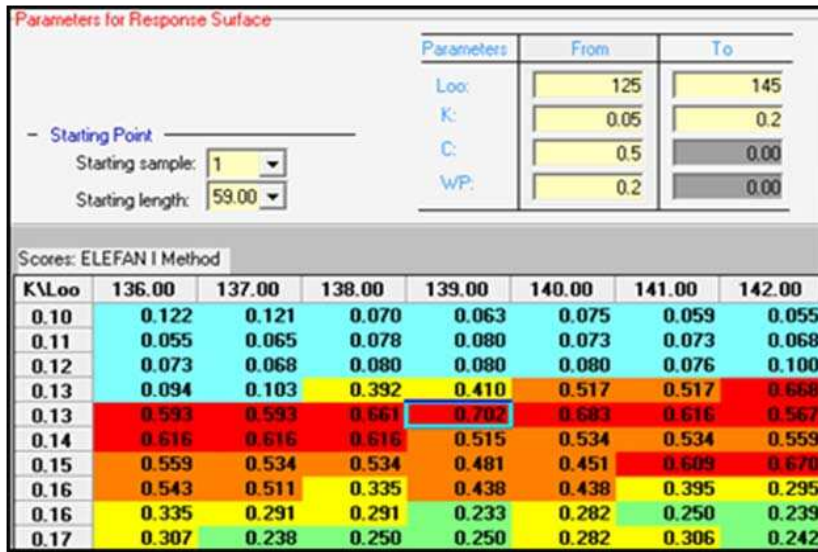 Parameters for Response Surface
Parameters From To
Loo: 125 145
K: 0.05 0.2
Starting Point
C: 0.5 0.00
Starting sample: 1
WP: 0.2 0.00
Starting length: 59.00
Scores: ELEFAN I Method
K\Loo 136.00 137.00 138.00 139.00 140.00 141.00 142.00
0.10 0.122 0.121 0.070 0.063 0.075 0.059 0.055
0.11 0.055 0.065 0.078 0.080 0.073 0.073 0.068
0.12 0.073 0.068 0.080 0.080 0.080 0.076 0.100
0.13 0.094 0.103 0.392 0.410 0.517 0.517 0.668
0.13 0.593 0.593 0.661 0.702 0.683 0.616 0.567
0.14 0.616 0.616 0.616 0.515 0.534 0.534 0.559
0.15 0.559 0.534 0.534 0.481 0.451 0.609 0.670
0.16 0.543 0.511 0.335 0.438 0.438 0.395 0.295
0.16 0.335 0.291 0.291 0.233 0.282 0.250 0.239
0.17 0.307 0.238 0.250 0.250 0.282 0.306 0.242